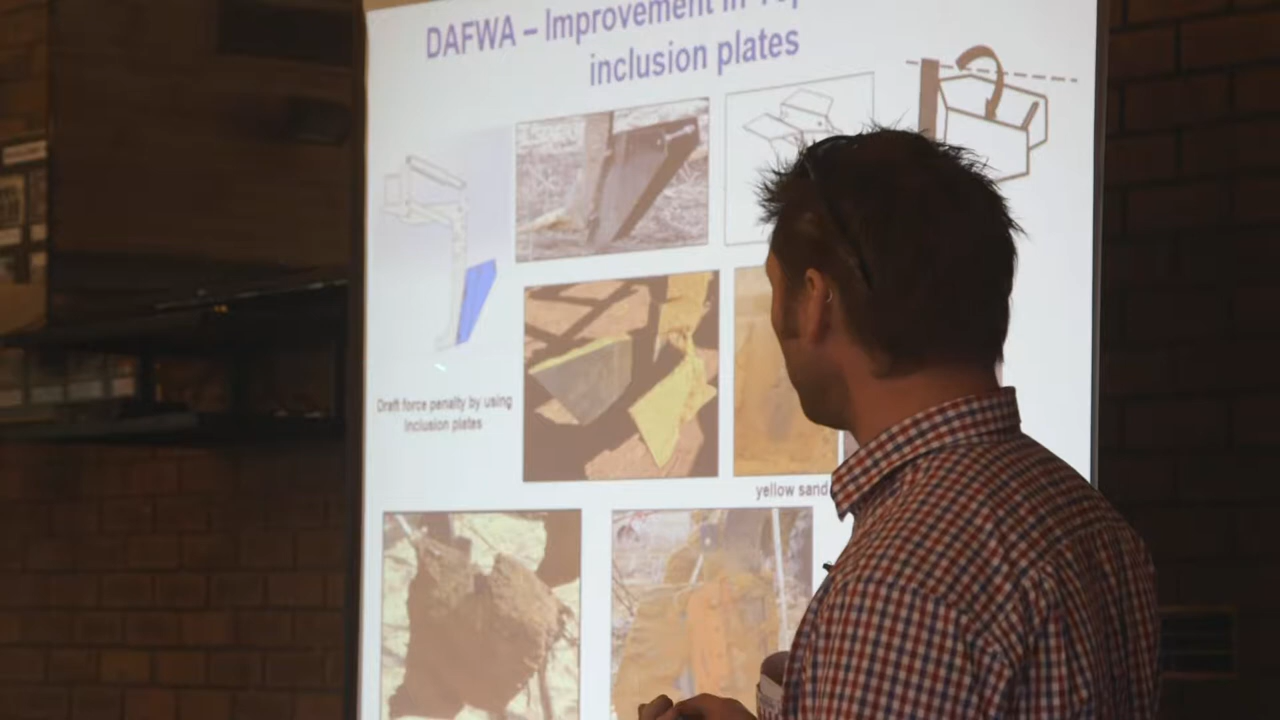 DAFWA – Improvement in
inclusion plates
Draft force penalty by using
inclusion plates
yellow sand